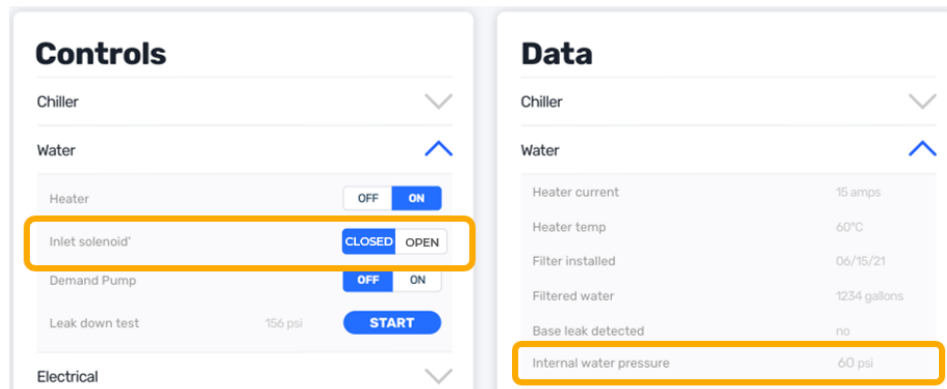 Controls
Chiller
Water
Heater OFF ON
Inlet solenoid' CLOSED OPEN
Demand Pump OFF ON
Leak down test 156 psi START
Electrical
Data
Chiller
Water
Heater current 15 amps
Heater temp 60°C
Filter installed 06/15/21
Filtered water 1234 gallons
Base leak detected no
Internal water pressure 60 psi